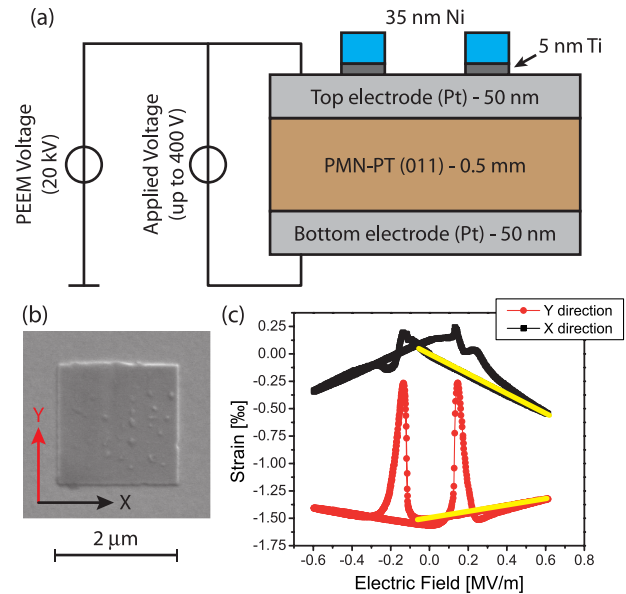 (a)
35 nm Ni
5 nm Ti
Top electrode (Pt) - 50 nm
PMN-PT (011) - 0.5 mm
Bottom electrode (Pt) - 50 nm
PEEM Voltage
(20 kV)
Applied Voltage
(up to 400 V)
(b)
Y
X
2 μm
(c)
Y direction
X direction
0.25
0.00
-0.25
-0.50
-0.75
-1.00
-1.25
-1.50
-1.75
Strain [‰]
-0.6 -0.4 -0.2 0.0 0.2 0.4 0.6 0.8
Electric Field [MV/m]